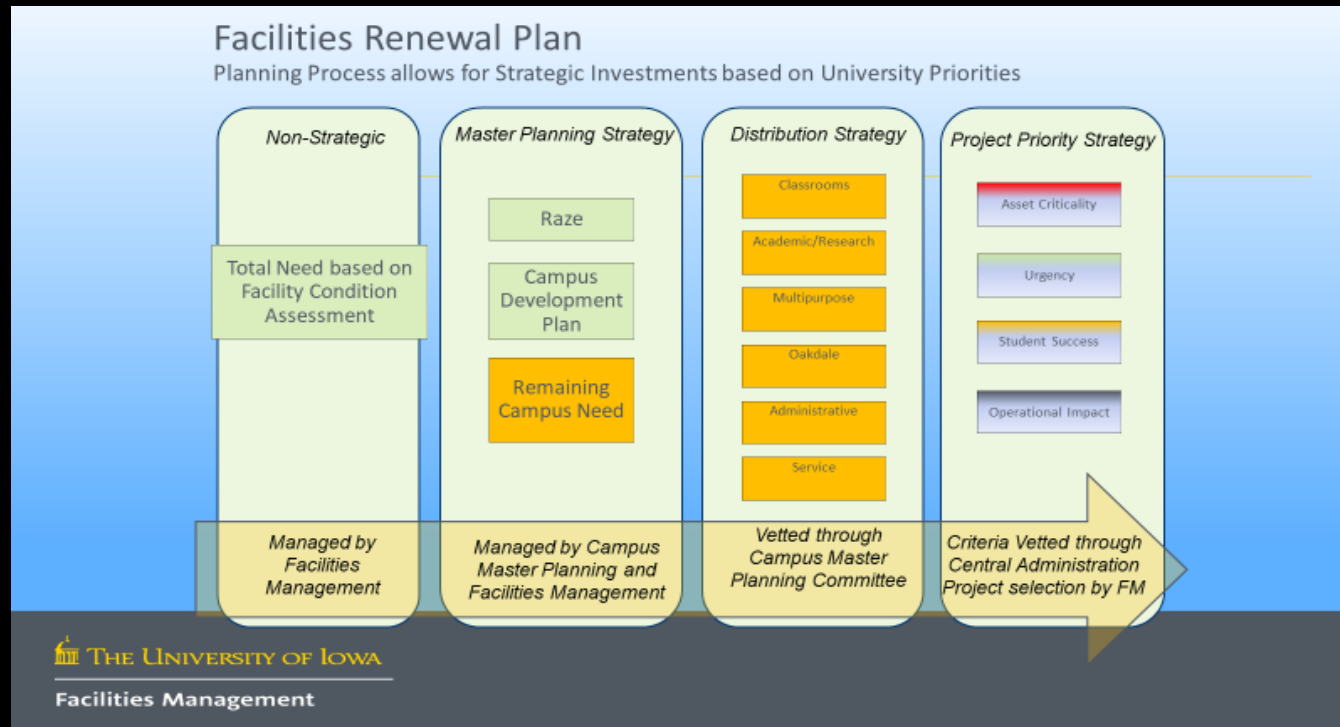 Facilities Renewal Plan
Planning Process allows for Strategic Investments based on University Priorities
Non-Strategic
Total Need based on
Facility Condition
Assessment
Managed by
Facilities
Management
Master Planning Strategy
Raze
Campus
Development
Plan
Remaining
Campus Need
Managed by Campus
Master Planning and
Facilities Management
Distribution Strategy
Classrooms
Academic/Research
Multipurpose
Oakdale
Administrative
Service
Vetted through
Campus Master
Planning Committee
Project Priority Strategy
Asset Criticality
Urgency
Student Success
Operational Impact
Criteria Vetted through
Central Administration
Project selection by FM
THE UNIVERSITY OF IOWA
Facilities Management